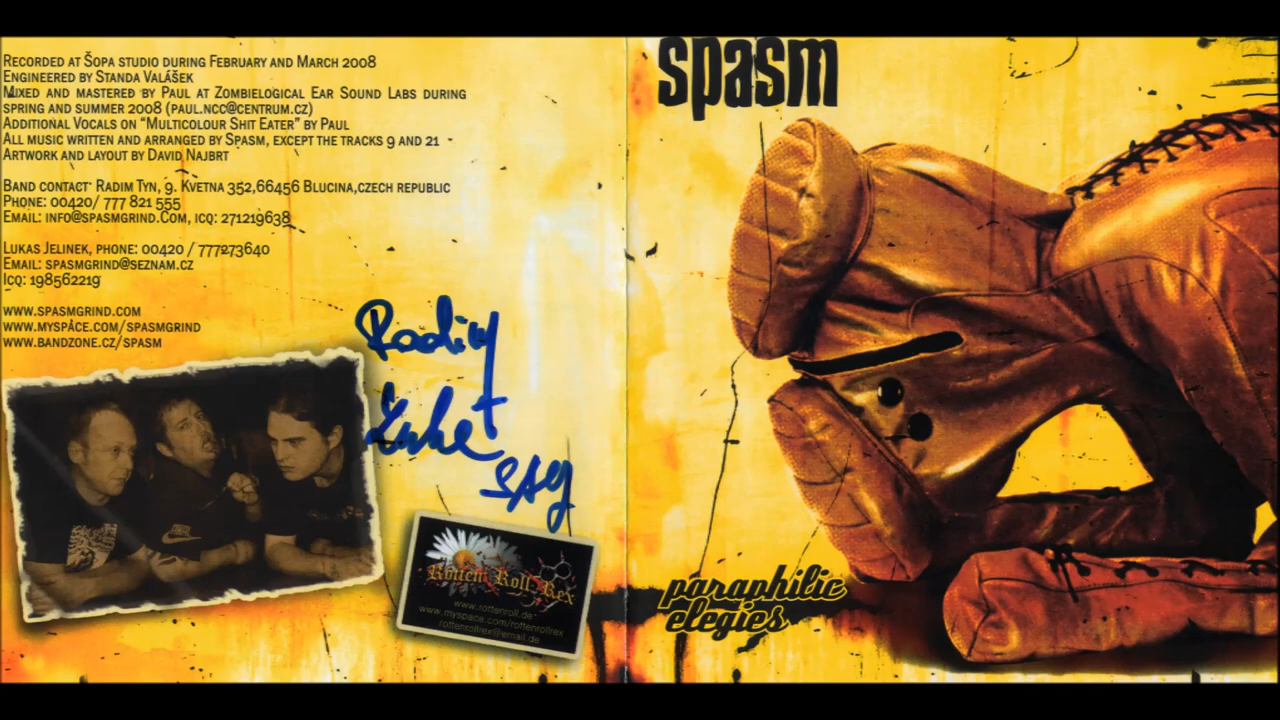 RECORDED AT ŠOPA STUDIO DURING FEBRUARY AND MARCH 2008
ENGINEERED BY STANDA VALÁŠEK
MIXED AND MASTERED BY PAUL AT ZOMBIELOGICAL EAR SOUND LABS DURING
SPRING AND SUMMER 2008 (PAUL.NCC@CENTRUM.CZ)
ADDITIONAL VOCALS ON "MULTICOLOUR SHIT EATER" BY PAUL
ALL MUSIC WRITTEN AND ARRANGED BY SPASM, EXCEPT THE TRACKS 9 AND 21
ARTWORK AND LAYOUT BY DAVID NAJBRT
BAND CONTACT: RADIM TYN, 9. KVETNA 352,66456 BLUCINA,CZECH REPUBLIC
PHONE: 00420/ 777 821 555
EMAIL: INFO@SPASMGRIND.COM, ICQ: 271219638
LUKAS JELINEK, PHONE: 00420 / 777273640
EMAIL: SPASMGRIND@SEZNAM.CZ
ICQ: 198562219
WWW.SPASMGRIND.COM
WWW.MYSPACE.COM/SPASMGRIND
WWW.BANDZONE.CZ/SPASM
Radim
Rotten Roll Rex
www.rottenroll.de
www.myspace.com/rottenrollrex
rottenrollrex@email.de
spasm
paraphilic
elegies